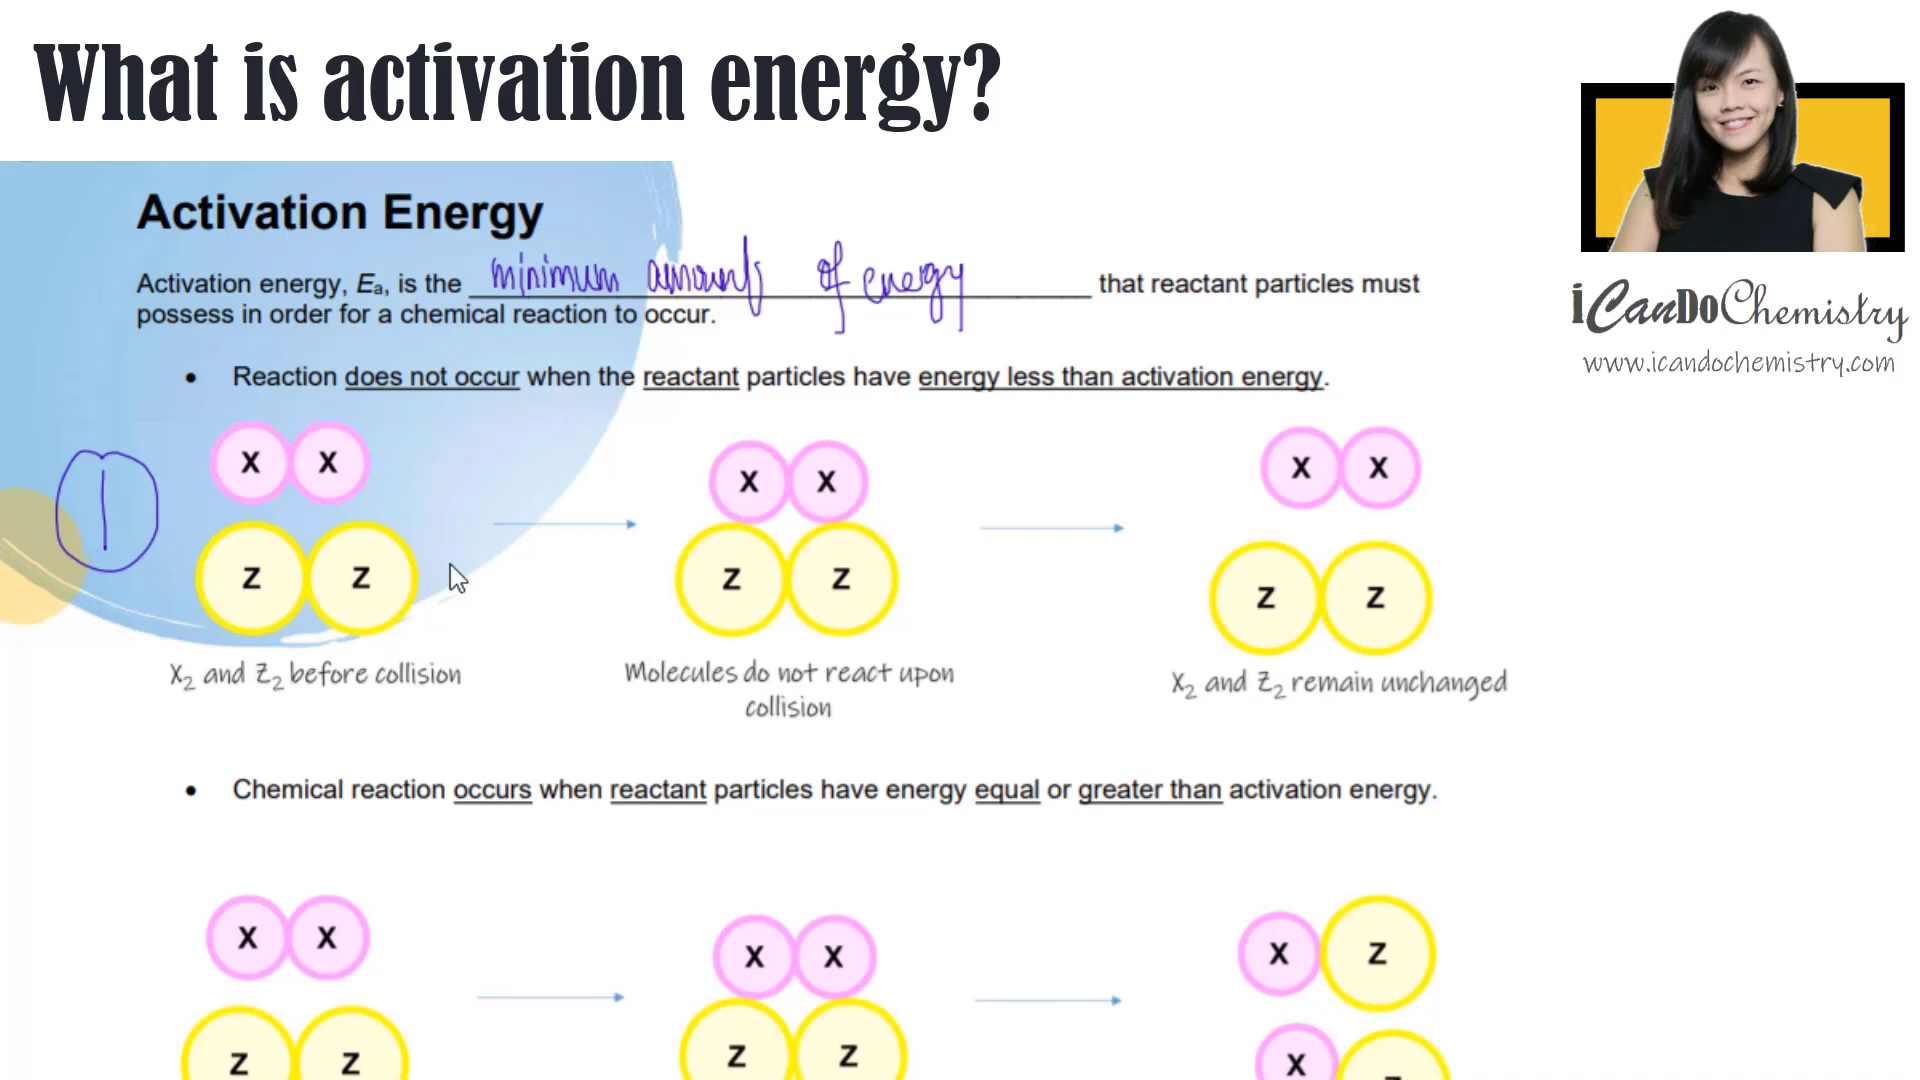 What is activation energy?
iCanDoChemistry
www.icandochemistry.com
Activation Energy
Activation energy, Ea, is the minimum amount of energy that reactant particles must
possess in order for a chemical reaction to occur.
• Reaction does not occur when the reactant particles have energy less than activation energy.
1
X X X X X X
Z Z Z Z Z Z
X2 and Z2 before collision
Molecules do not react upon
collision
X2 and Z2 remain unchanged
• Chemical reaction occurs when reactant particles have energy equal or greater than activation energy.
X X X X X Z
Z Z Z Z X